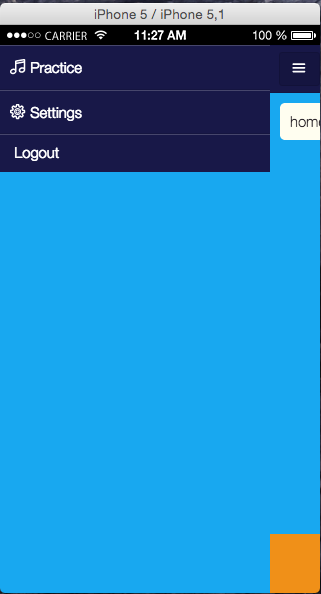 iPhone 5 / iPhone 5,1
CARRIER 11:27 AM 100 %
Practice
Settings
Logout
home